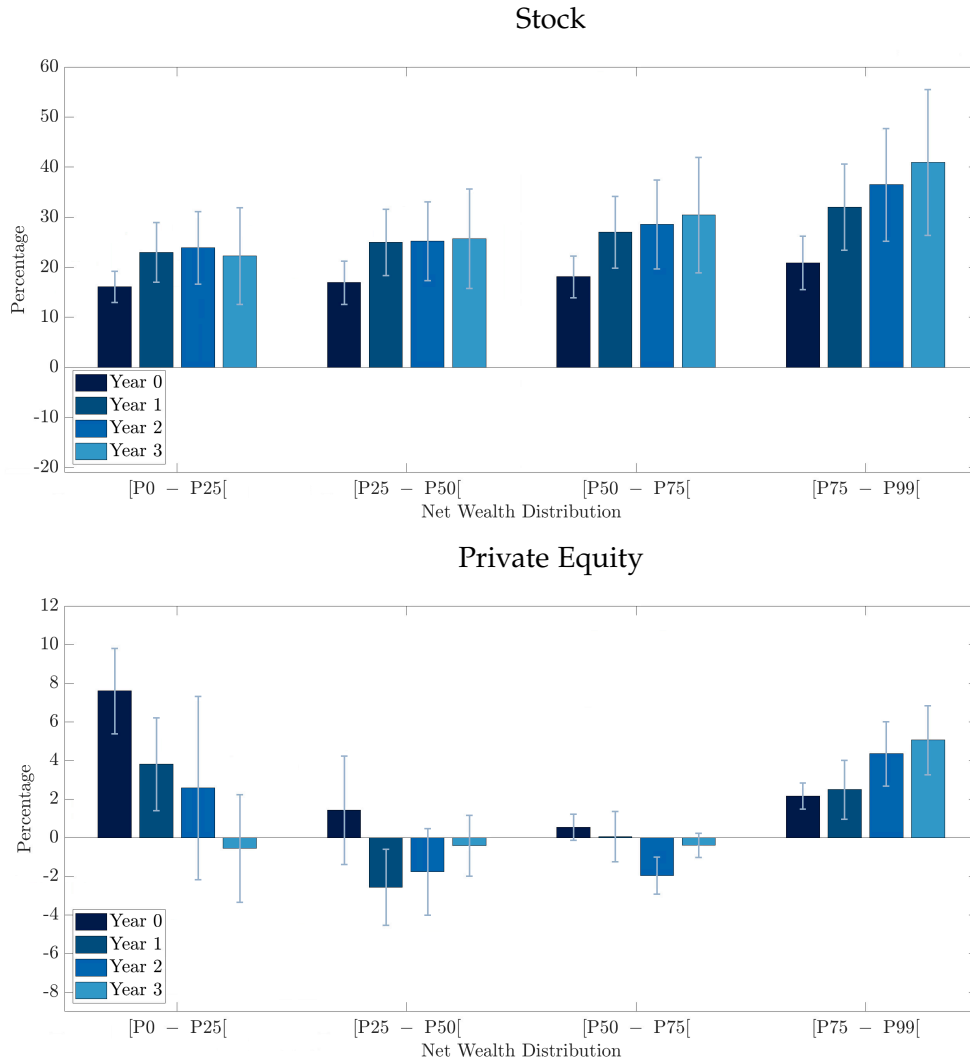 Stock
60
50
40
30
20
10
0
-10
-20
Percentage
Year 0
Year 1
Year 2
Year 3
[P0 − P25[ [P25 − P50[ [P50 − P75[ [P75 − P99[
Net Wealth Distribution
Private Equity
12
10
8
6
4
2
0
-2
-4
-6
-8
Percentage
Year 0
Year 1
Year 2
Year 3
[P0 − P25[ [P25 − P50[ [P50 − P75[ [P75 − P99[
Net Wealth Distribution